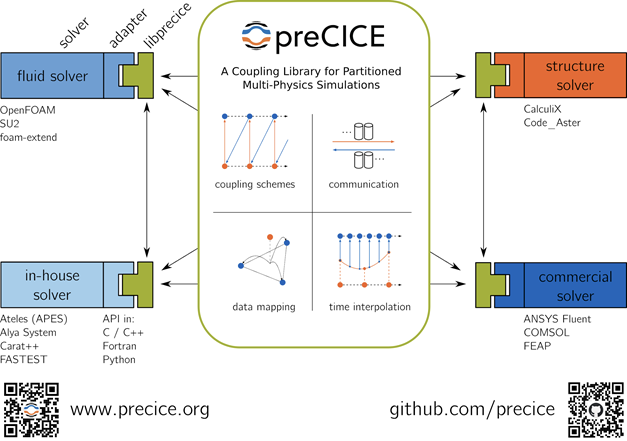 solver
adapter
libprecice
preCICE
A Coupling Library for Partitioned
Multi-Physics Simulations
fluid solver
OpenFOAM
SU2
foam-extend
structure
solver
CalculiX
Code_Aster
coupling schemes
communication
data mapping
time interpolation
in-house
solver
Ateles (APES)
Alya System
Carat++
FASTEST
API in:
C / C++
Fortran
Python
commercial
solver
ANSYS Fluent
COMSOL
FEAP
www.precice.org
github.com/precice